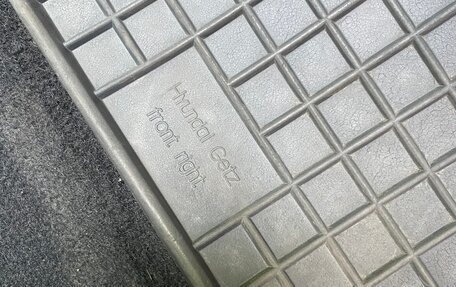 Hyundai Getz
front right